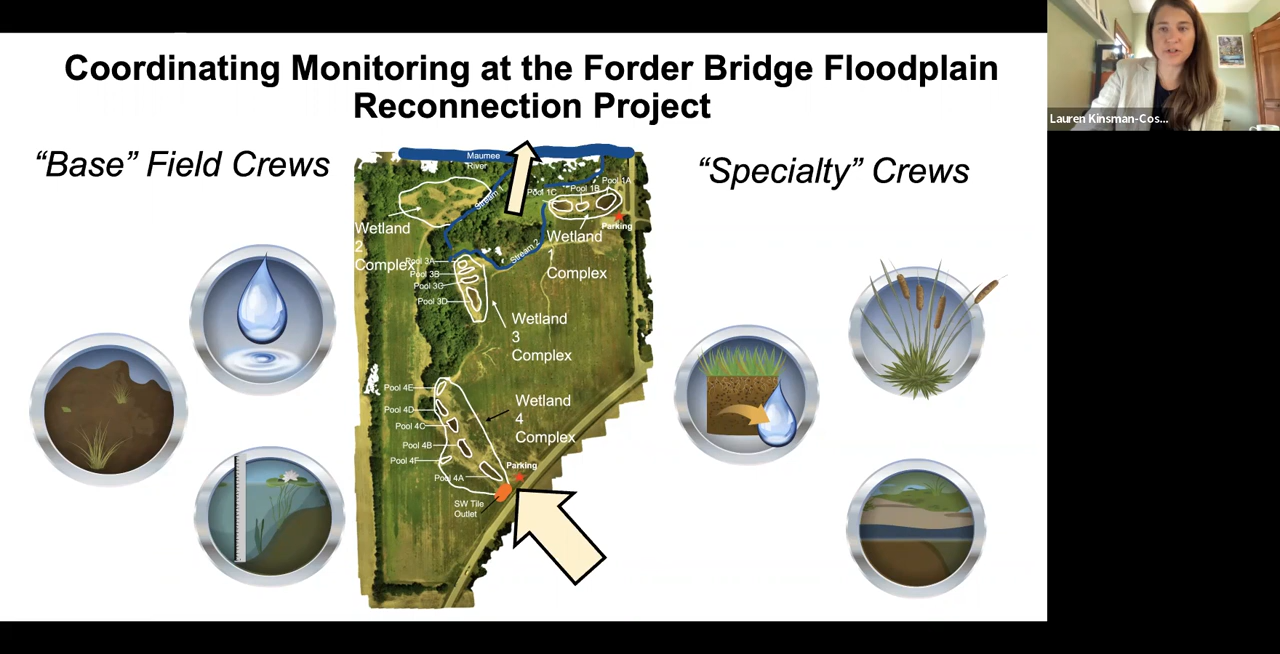 Coordinating Monitoring at the Forder Bridge Floodplain
Reconnection Project
Lauren Kinsman-Cos...
“Base” Field Crews
“Specialty” Crews
Maumee
River
Stream 1
Pool 1C
Pool 1B
Pool 1A
Parking
Wetland
2
Complex
Wetland
1
Complex
Stream 2
Pool 3A
Pool 3B
Pool 3C
Pool 3D
Wetland
3
Complex
Pool 4E
Pool 4D
Pool 4C
Pool 4B
Pool 4F
Pool 4A
Wetland
4
Complex
Parking
SW Tile
Outlet